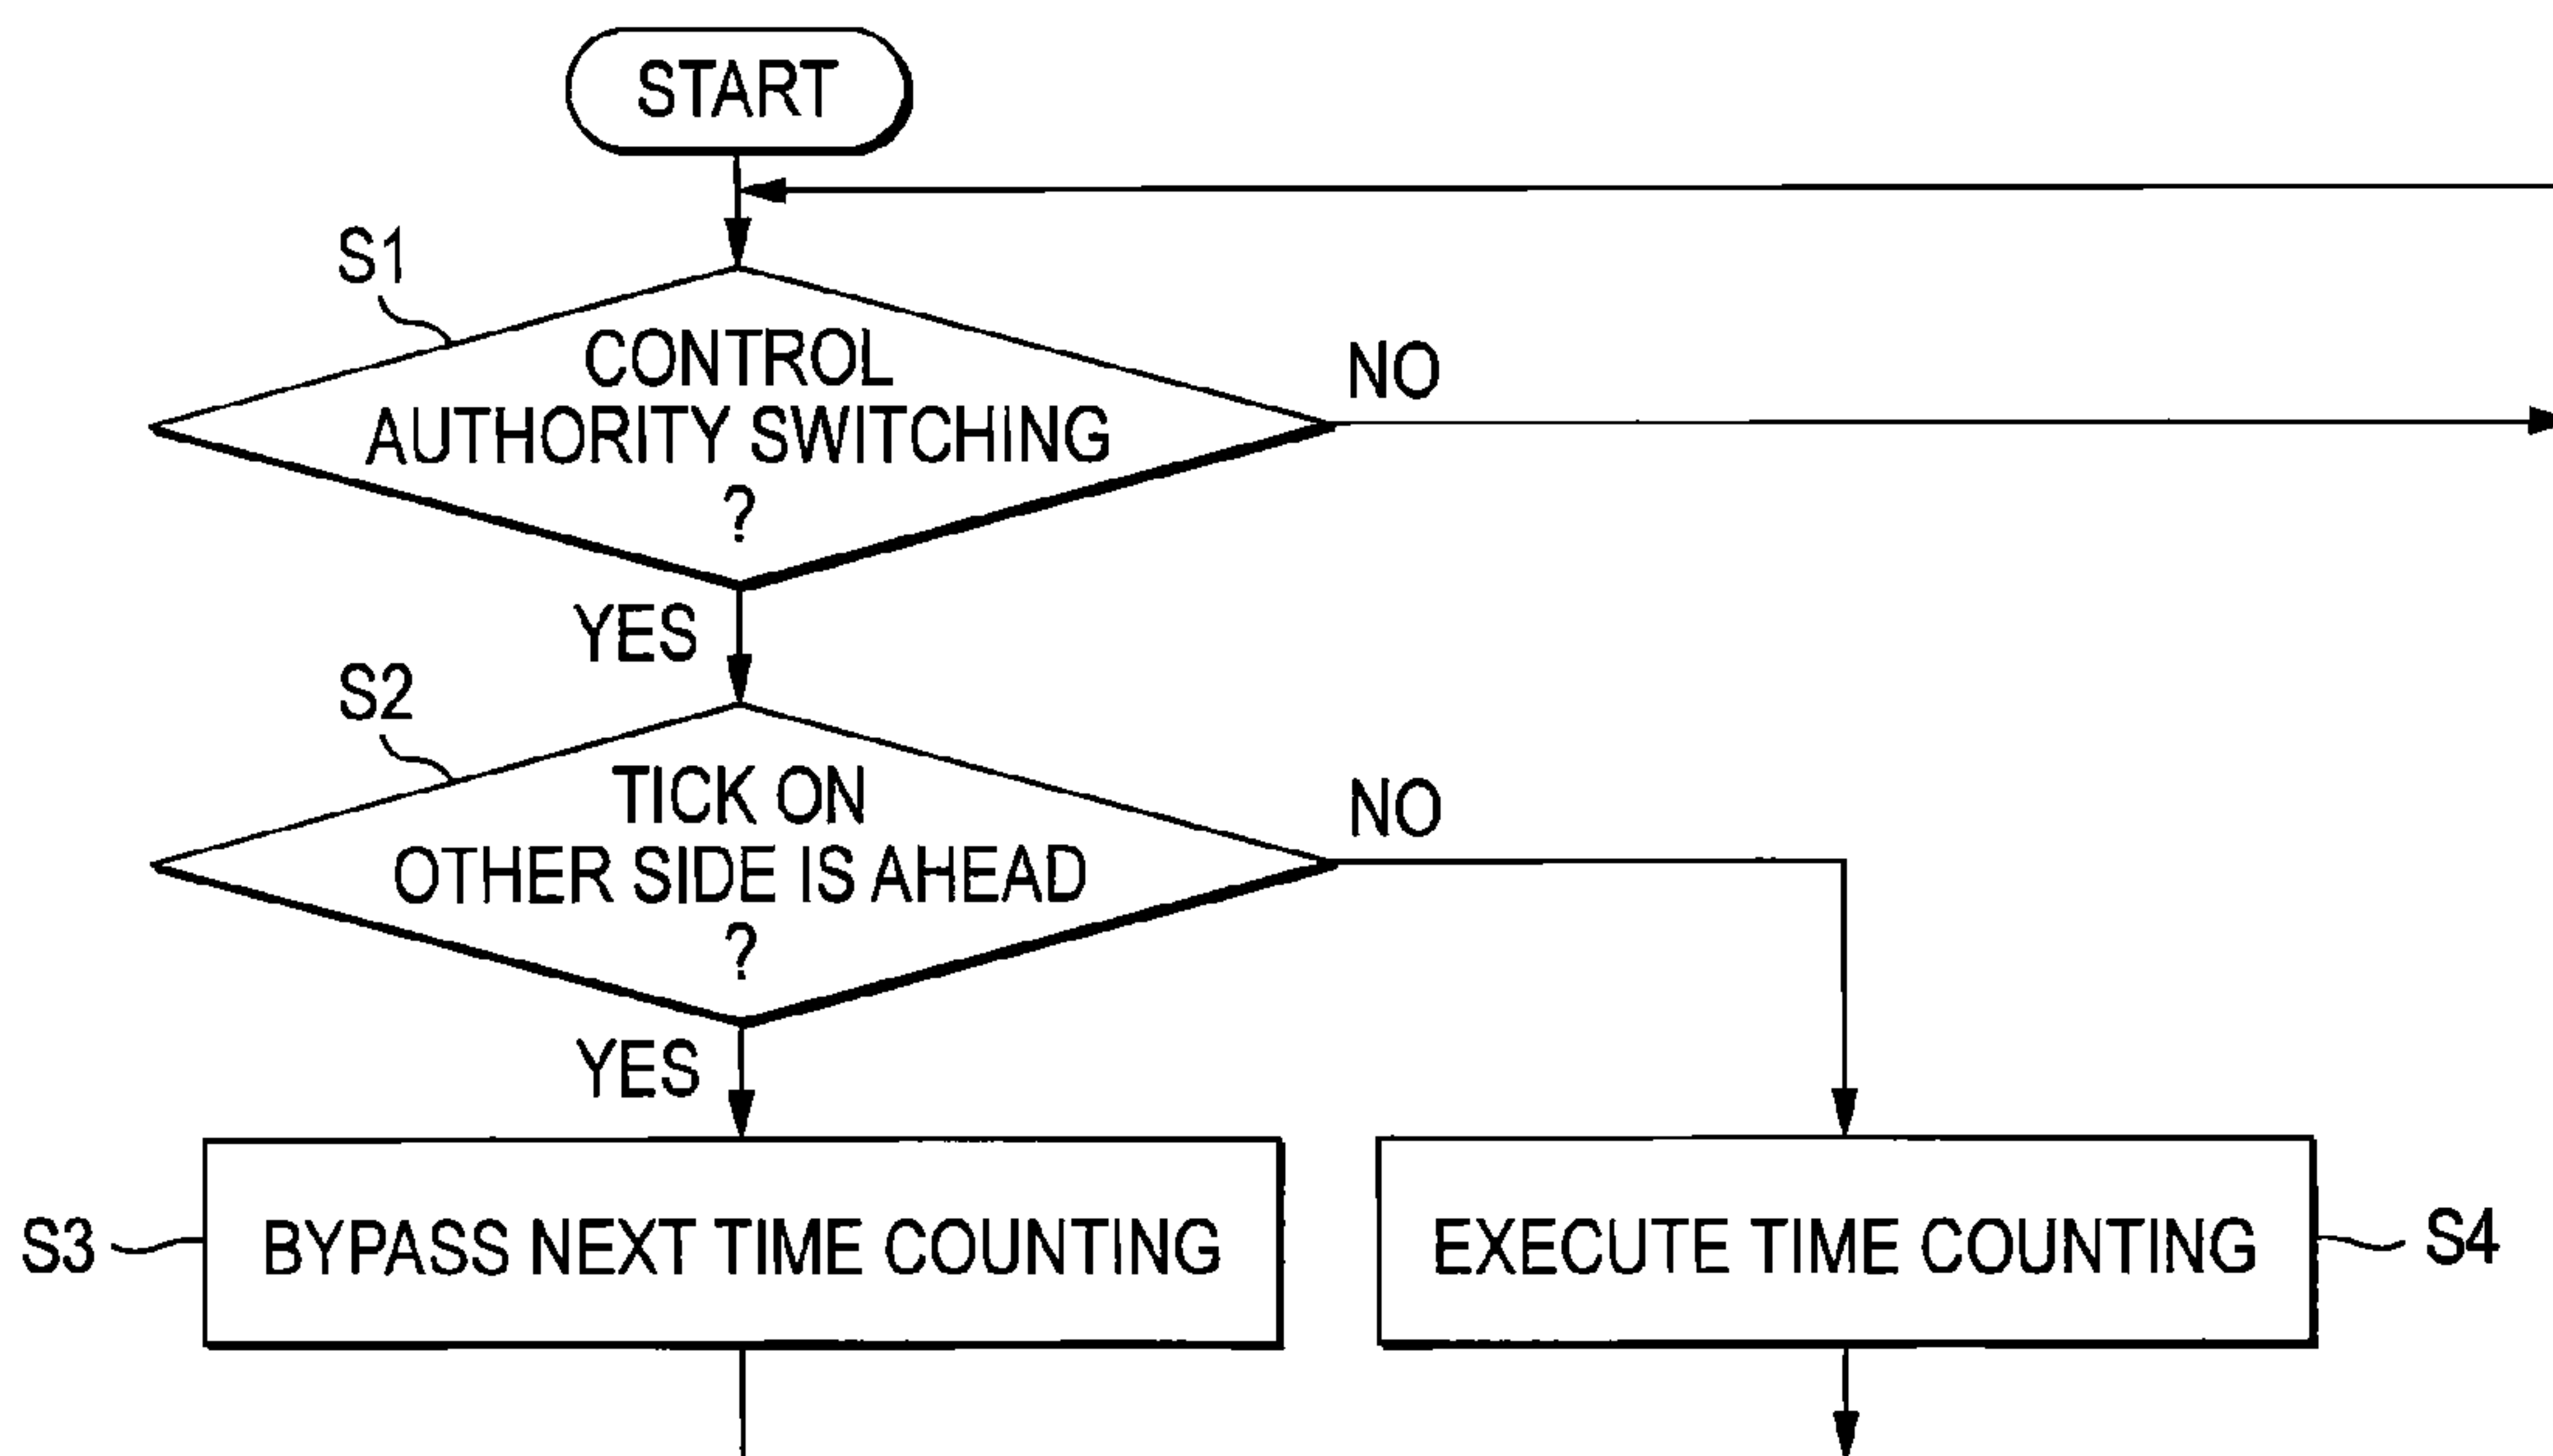 START
S1
CONTROL
AUTHORITY SWITCHING
?
NO
YES
S2
TICK ON
OTHER SIDE IS AHEAD
?
NO
YES
S3
BYPASS NEXT TIME COUNTING
EXECUTE TIME COUNTING
S4